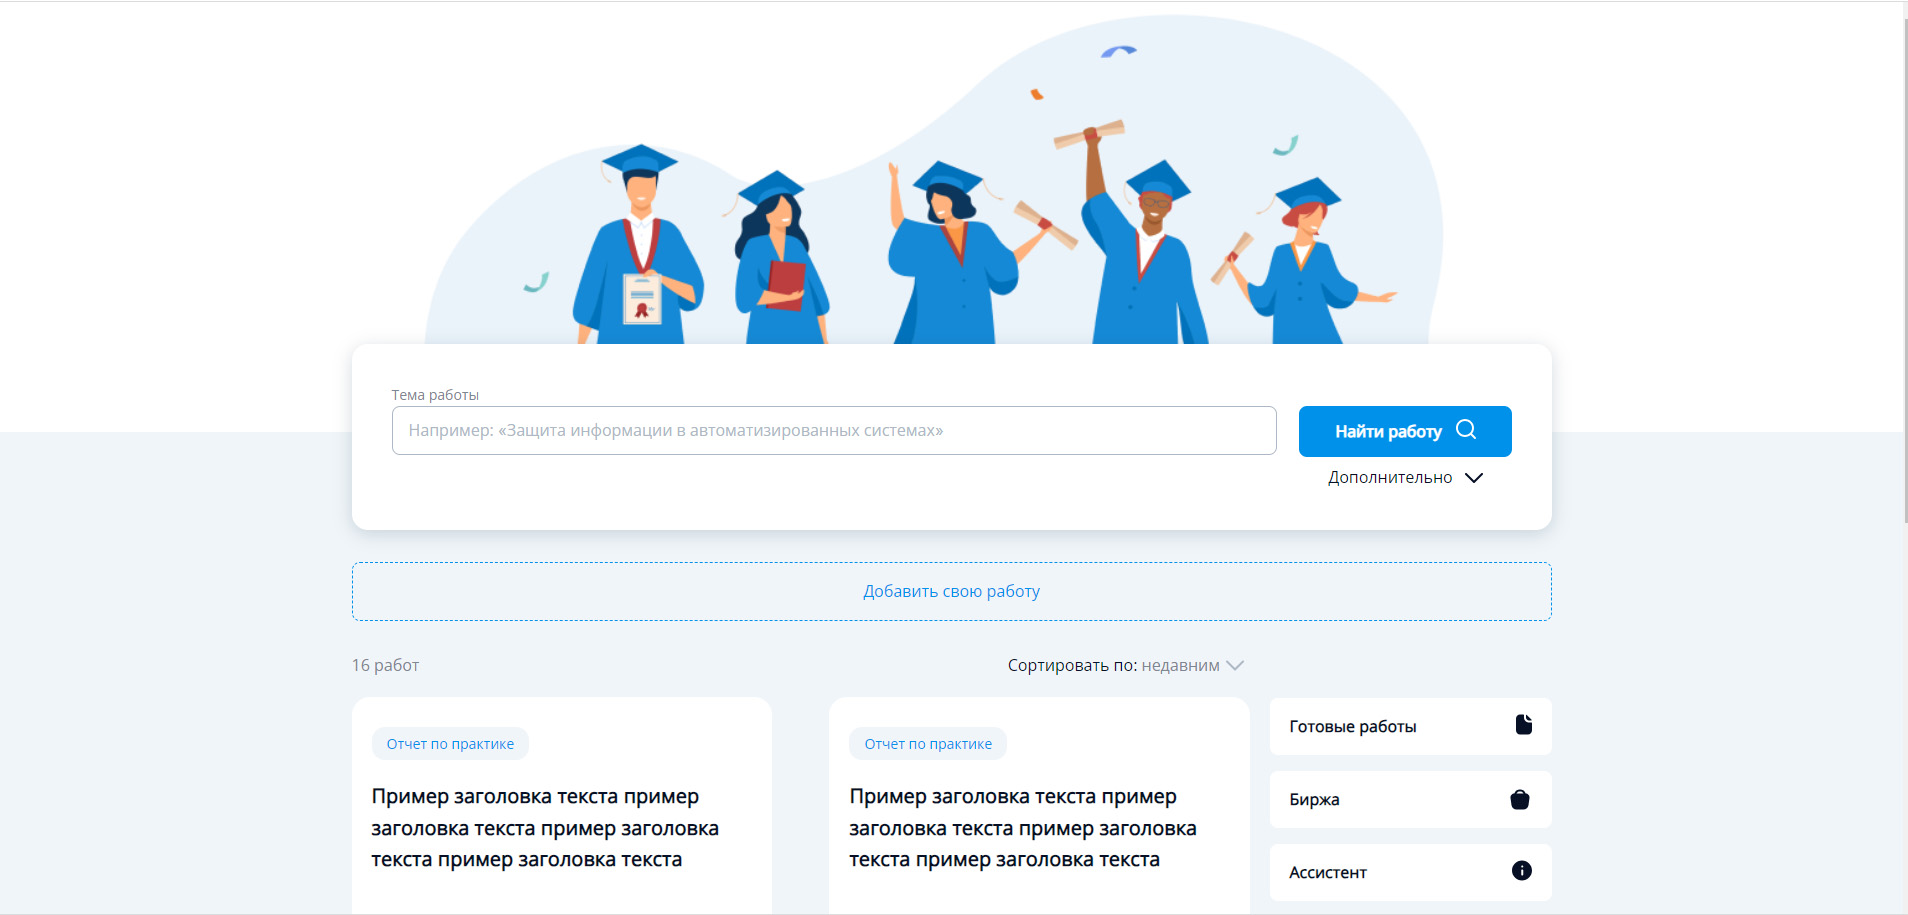 Тема работы
Например: «Защита информации в автоматизированных системах»
Найти работу
Дополнительно
Добавить свою работу
16 работ
Сортировать по: недавним
Отчет по практике
Пример заголовка текста пример
заголовка текста пример заголовка
текста пример заголовка текста
Отчет по практике
Пример заголовка текста пример
заголовка текста пример заголовка
текста пример заголовка текста
Готовые работы
Биржа
Ассистент